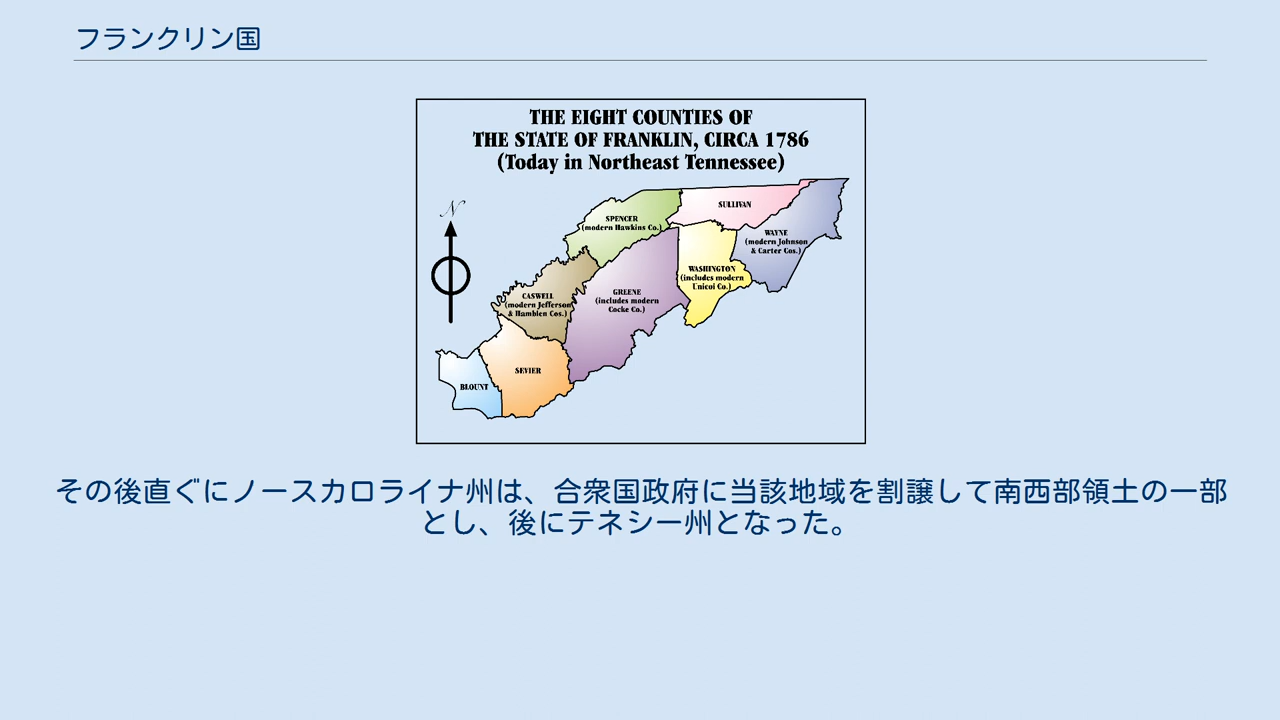 フランクリン国
THE EIGHT COUNTIES OF
THE STATE OF FRANKLIN, CIRCA 1786
(Today in Northeast Tennessee)
N
SPENCER
(modern Hawkins Co.)
SULLIVAN
WAYNE
(modern Johnson
& Carter Cos.)
WASHINGTON
(includes modern
Unicoi Co.)
CASWELL
(modern Jefferson
& Hamblen Cos.)
GREENE
(includes modern
Cocke Co.)
SEVIER
BLOUNT
その後直ぐにノースカロライナ州は、合衆国政府に当該地域を割譲して南西部領土の一部
とし、後にテネシー州となった。